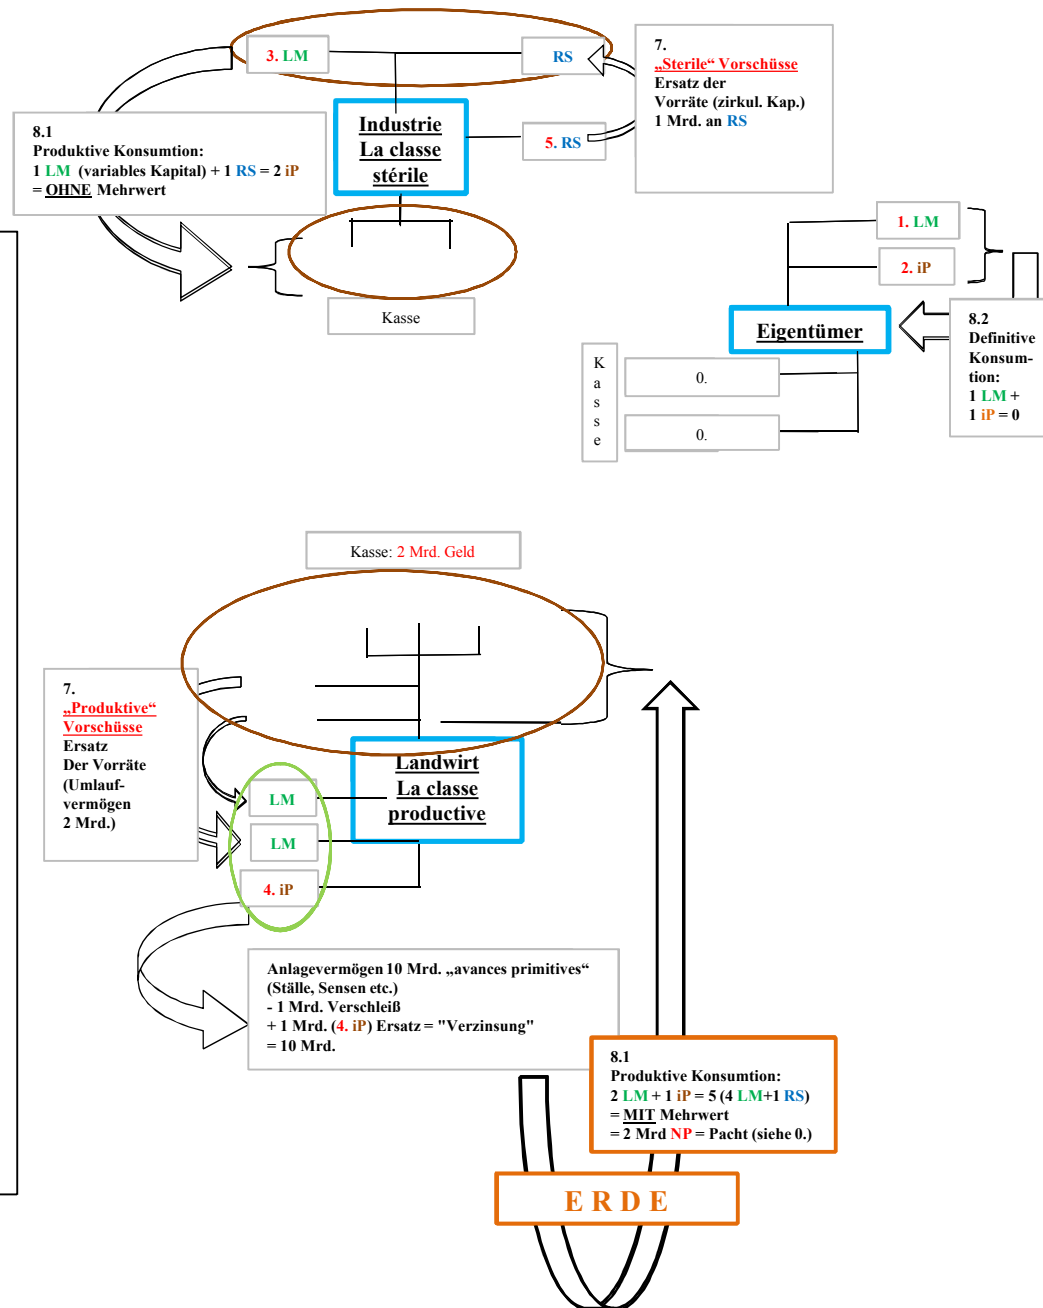 3. LM
RS
7.
„Sterile“ Vorschüsse
Ersatz der
Vorräte (zirkul. Kap.)
1 Mrd. an RS
Industrie
La classe
stérile
5. RS
8.1
Produktive Konsumtion:
1 LM (variables Kapital) + 1 RS = 2 iP
= OHNE Mehrwert
Kasse
1. LM
2. iP
Eigentümer
8.2
Definitive
Konsum-
tion:
1 LM +
1 iP = 0
K
a
s
s
e
0.
0.
Kasse: 2 Mrd. Geld
7.
„Produktive“
Vorschüsse
Ersatz
Der Vorräte
(Umlauf-
vermögen
2 Mrd.)
Landwirt
La classe
productive
LM
LM
4. iP
Anlagevermögen 10 Mrd. „avances primitives“
(Ställe, Sensen etc.)
- 1 Mrd. Verschleiß
+ 1 Mrd. (4. iP) Ersatz = "Verzinsung"
= 10 Mrd.
8.1
Produktive Konsumtion:
2 LM + 1 iP = 5 (4 LM+1 RS)
= MIT Mehrwert
= 2 Mrd NP = Pacht (siehe 0.)
E R D E